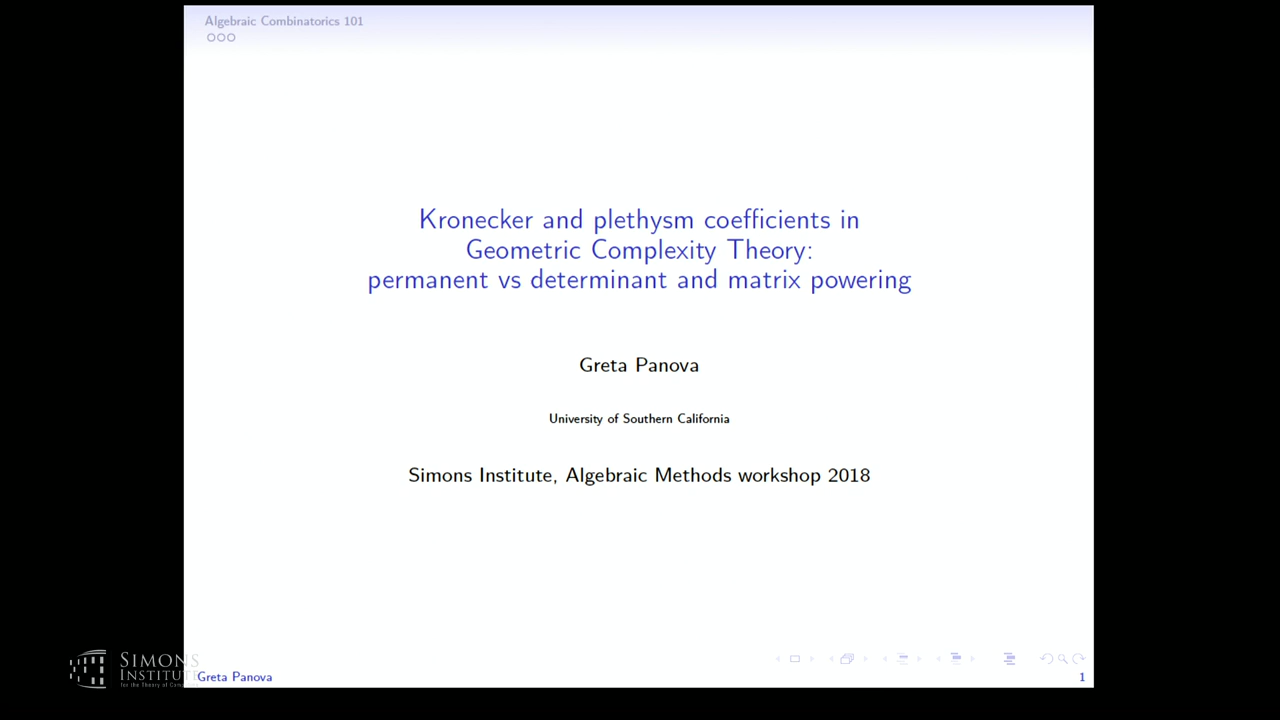 Algebraic Combinatorics 101
Kronecker and plethysm coefficients in
Geometric Complexity Theory:
permanent vs determinant and matrix powering
Greta Panova
University of Southern California
Simons Institute, Algebraic Methods workshop 2018
SIMONS
INSTITUTE
Greta Panova
1